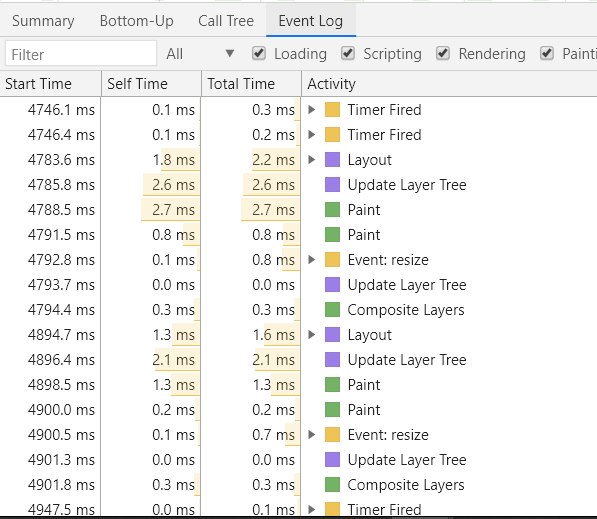 Summary Bottom-Up Call Tree Event Log
Filter All Loading Scripting Rendering
Start Time Self Time Total Time Activity
4746.1 ms 0.1 ms 0.3 ms Timer Fired
4746.4 ms 0.1 ms 0.2 ms Timer Fired
4783.6 ms 1.8 ms 2.2 ms Layout
4785.8 ms 2.6 ms 2.6 ms Update Layer Tree
4788.5 ms 2.7 ms 2.7 ms Paint
4791.5 ms 0.8 ms 0.8 ms Paint
4792.8 ms 0.1 ms 0.8 ms Event: resize
4793.7 ms 0.0 ms 0.0 ms Update Layer Tree
4794.4 ms 0.3 ms 0.3 ms Composite Layers
4894.7 ms 1.3 ms 1.6 ms Layout
4896.4 ms 2.1 ms 2.1 ms Update Layer Tree
4898.5 ms 1.3 ms 1.3 ms Paint
4900.0 ms 0.2 ms 0.2 ms Paint
4900.5 ms 0.1 ms 0.7 ms Event: resize
4901.3 ms 0.0 ms 0.0 ms Update Layer Tree
4901.8 ms 0.3 ms 0.3 ms Composite Layers
4947.5 ms 0.0 ms 0.1 ms Timer Fired